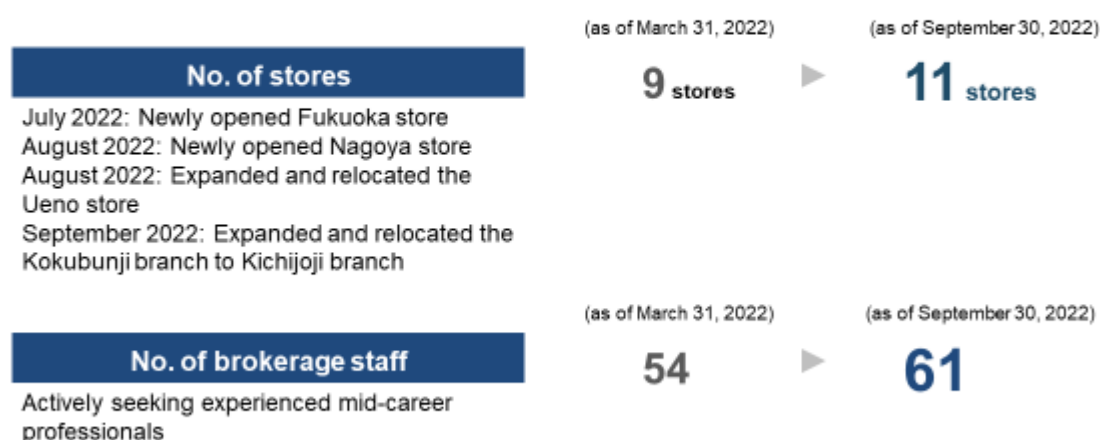 (as of March 31, 2022)
(as of September 30, 2022)
No. of stores
9 stores
11 stores
July 2022: Newly opened Fukuoka store
August 2022: Newly opened Nagoya store
August 2022: Expanded and relocated the
Ueno store
September 2022: Expanded and relocated the
Kokubunji branch to Kichijoji branch
(as of March 31, 2022)
(as of September 30, 2022)
No. of brokerage staff
54
61
Actively seeking experienced mid-career
professionals